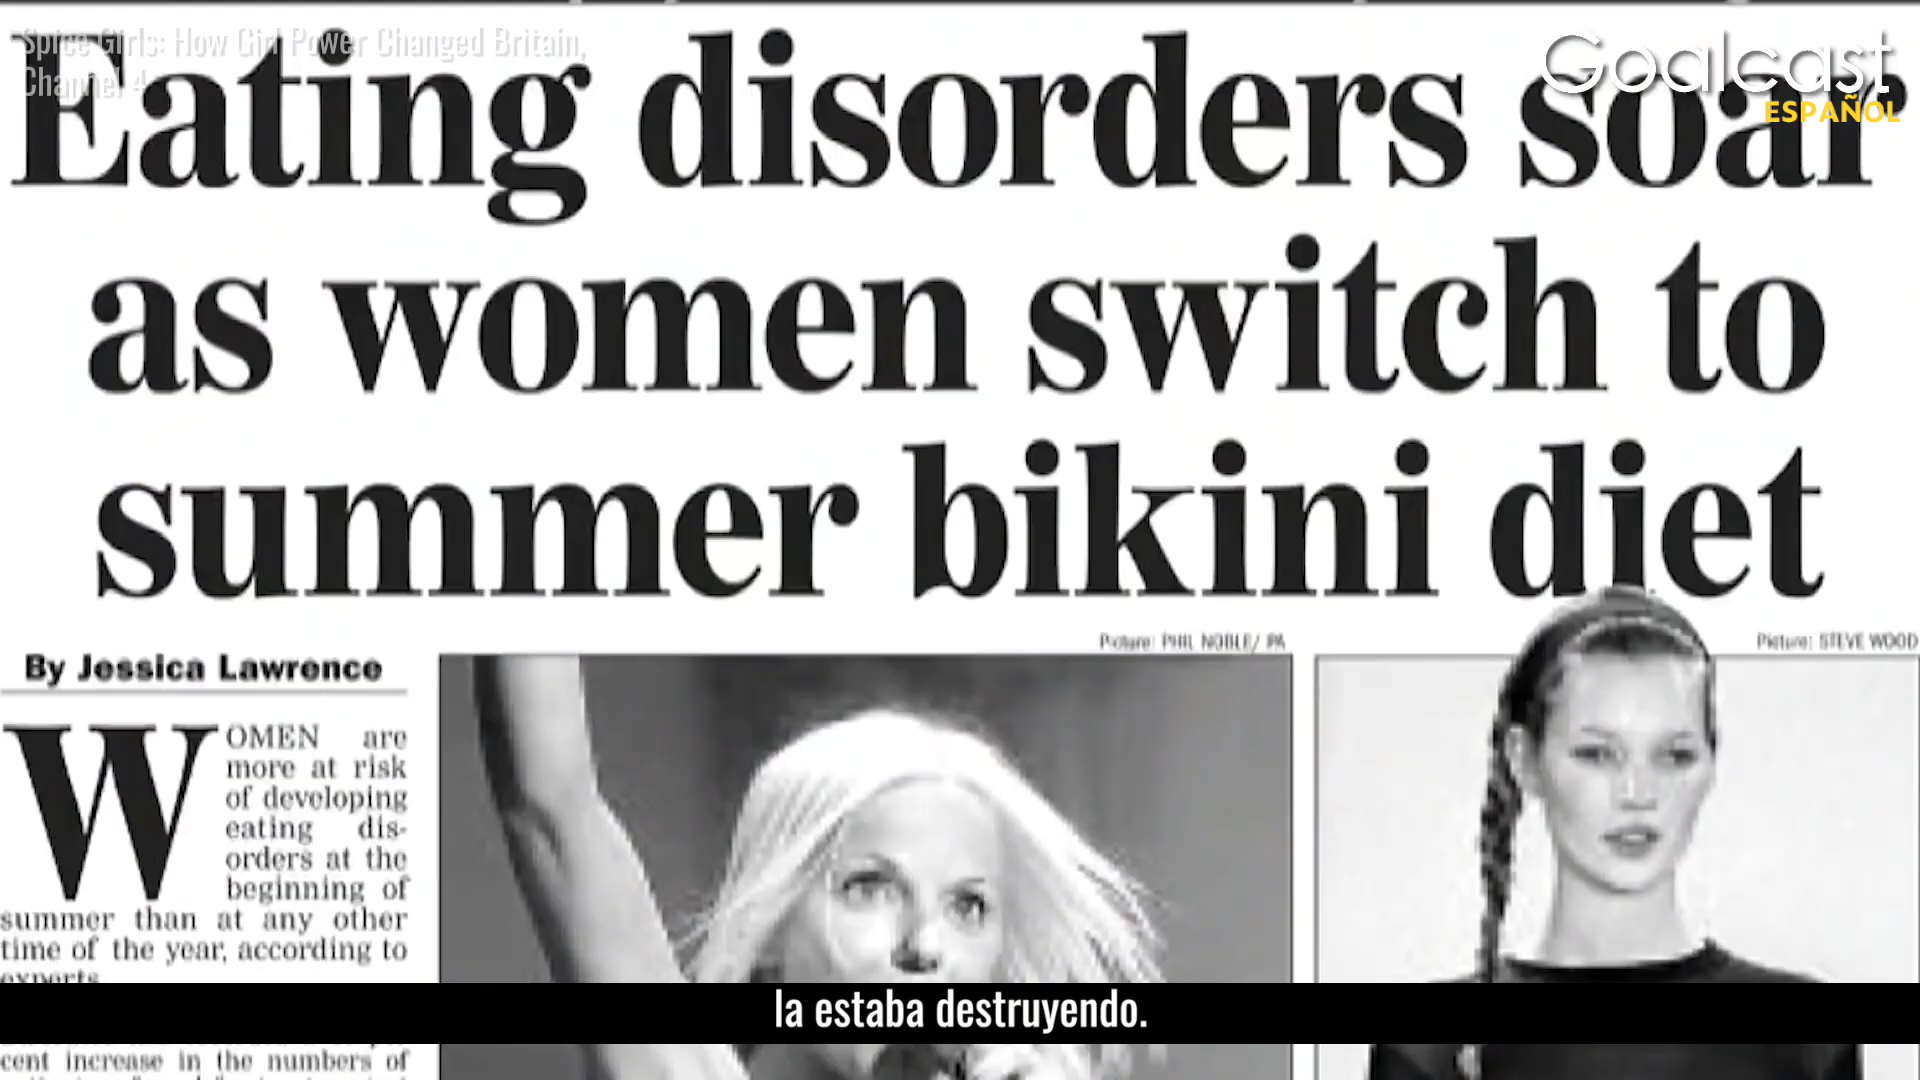 Spice Girls: How Girl Power Changed Britain,
Channel 4
Goalcast
ESPAÑOL
Eating disorders soar
as women switch to
summer bikini diet
Picture: PHIL NOBLE/ PA
Picture: STEVE WOOD
By Jessica Lawrence
WOMEN are
more at risk
of developing
eating dis-
orders at the
beginning of
summer than at any other
time of the year, according to
experts
la estaba destruyendo.
cent increase in the numbers of